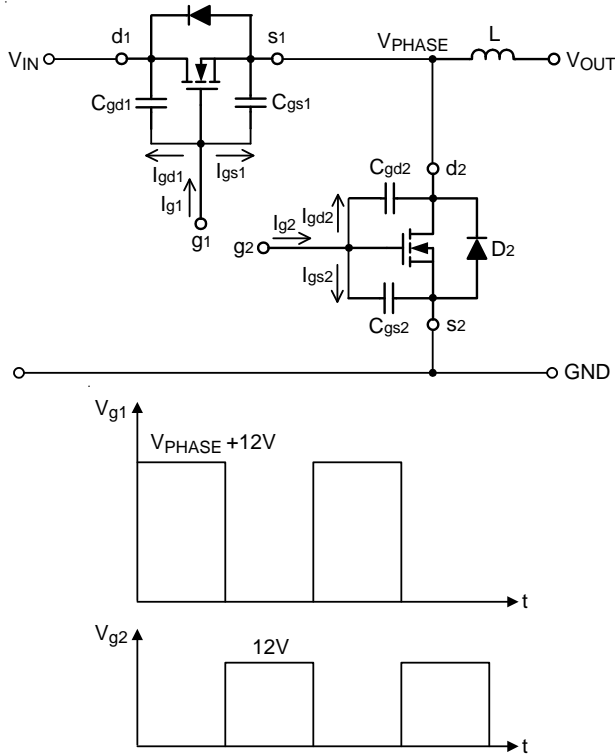 d1
s1
VPHASE
L
VIN
VOUT
Cgd1
Cgs1
Igd1
Igs1
Cgd2
d2
Ig1
Igd2
Ig2
g1
g2
D2
Igs2
Cgs2
s2
GND
Vg1
VPHASE +12V
t
Vg2
12V
t